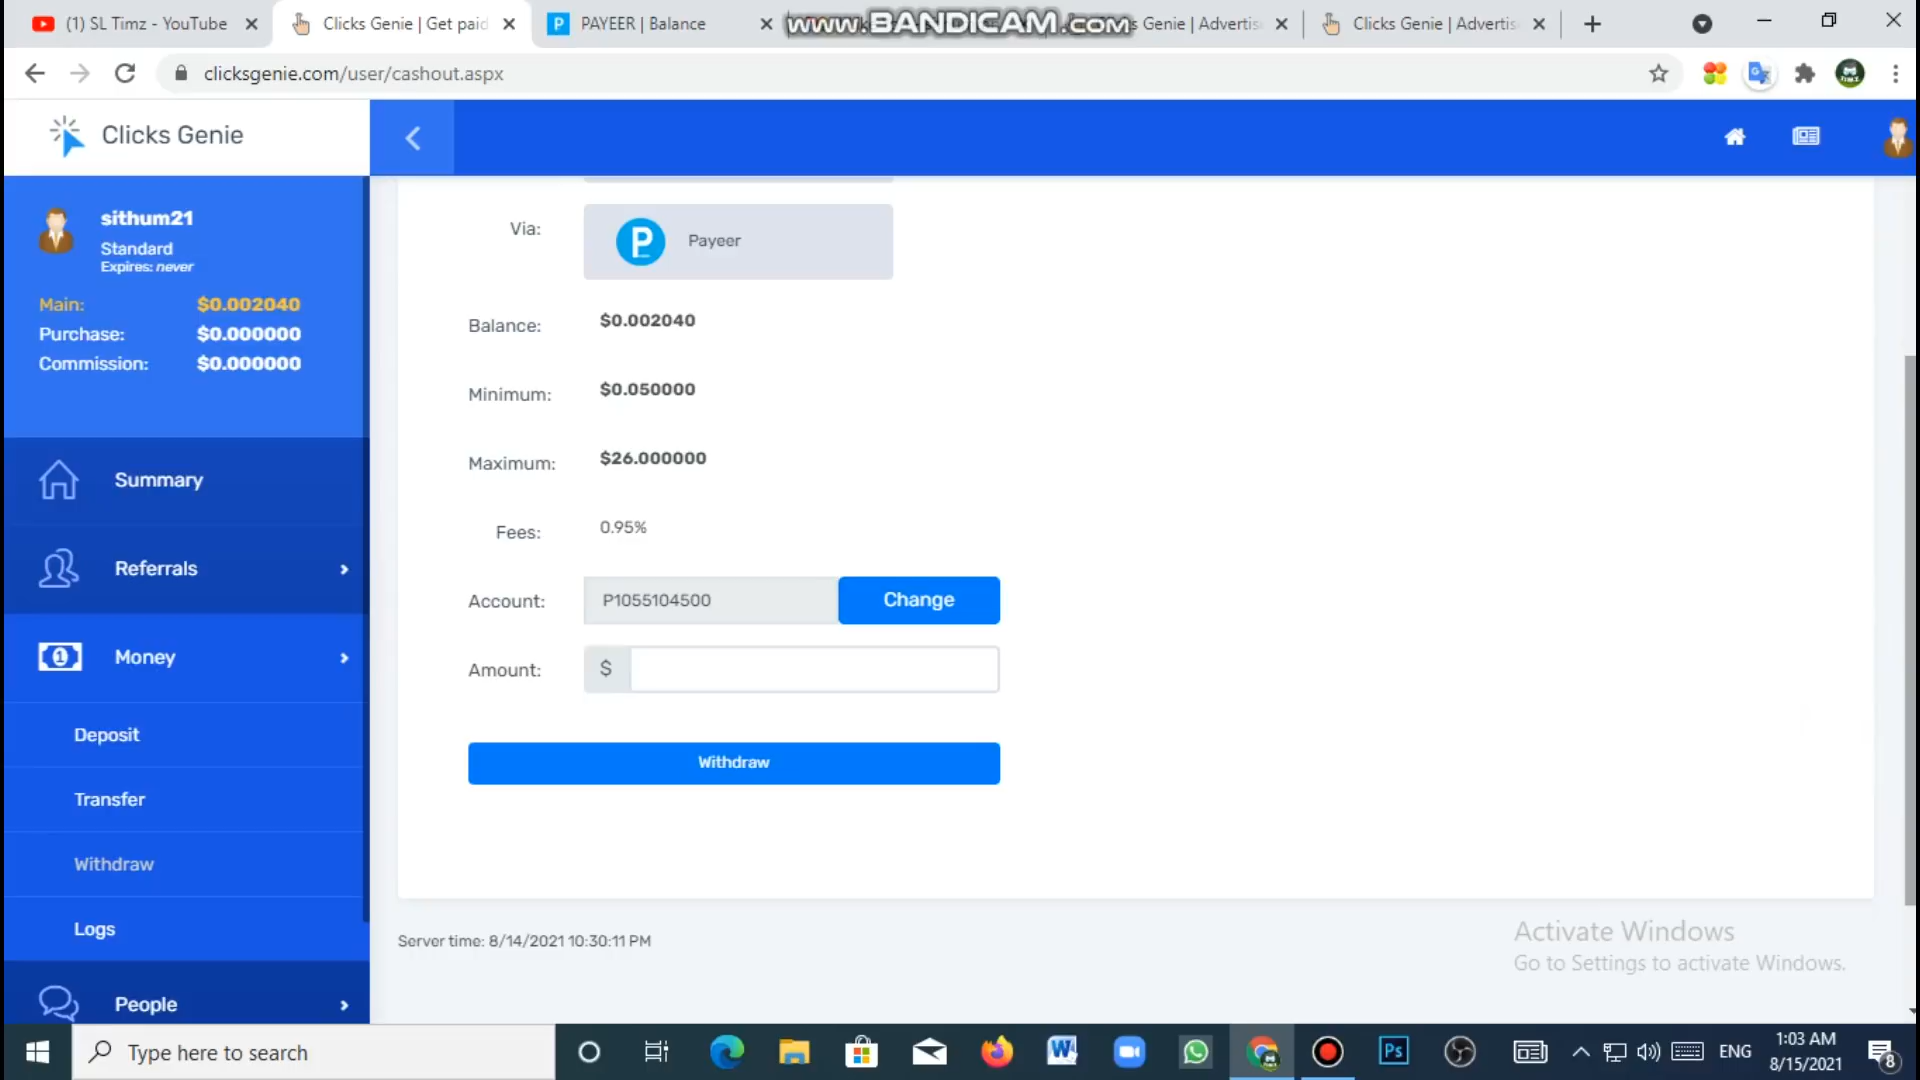 (1) SL Timz - YouTube
Clicks Genie | Get paid
PAYEER | Balance
www.BANDICAM.com
s Genie | Advertis
Clicks Genie | Advertis
clicksgenie.com/user/cashout.aspx
Clicks Genie
sithum21
Standard
Expires: never
Main: $0.002040
Purchase: $0.000000
Commission: $0.000000
Summary
Referrals
Money
Deposit
Transfer
Withdraw
Logs
People
Via: Payeer
Balance: $0.002040
Minimum: $0.050000
Maximum: $26.000000
Fees: 0.95%
Account: P1055104500 Change
Amount: $
Withdraw
Server time: 8/14/2021 10:30:11 PM
Activate Windows
Go to Settings to activate Windows.
Type here to search
Ps
ENG
1:03 AM
8/15/2021
8